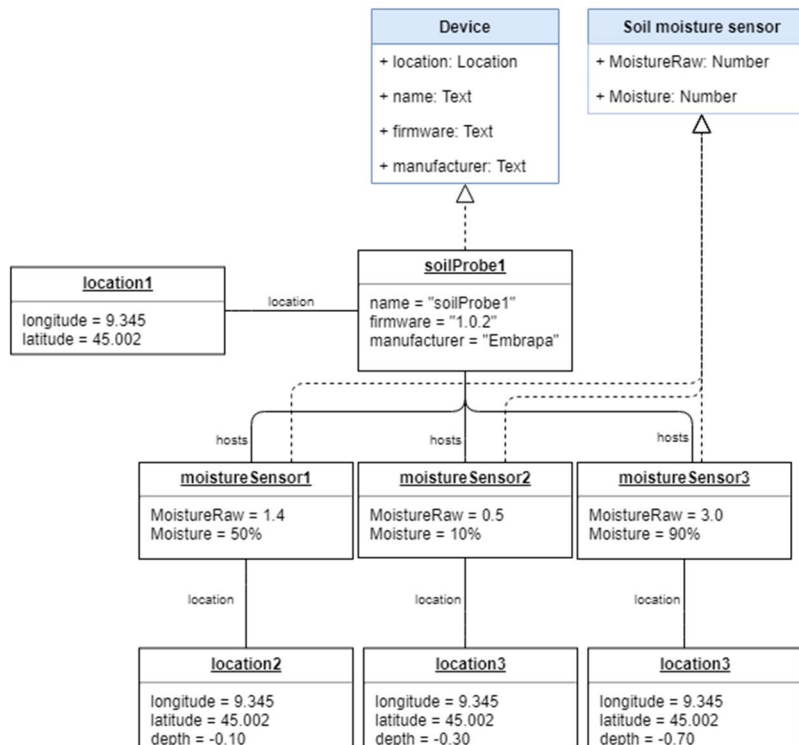 Device
+ location: Location
+ name: Text
+ firmware: Text
+ manufacturer: Text
Soil moisture sensor
+ MoistureRaw: Number
+ Moisture: Number
location1
longitude = 9.345
latitude = 45.002
location
soilProbe1
name = "soilProbe1"
firmware = "1.0.2"
manufacturer = "Embrapa"
hosts
hosts
hosts
moistureSensor1
MoistureRaw = 1.4
Moisture = 50%
moistureSensor2
MoistureRaw = 0.5
Moisture = 10%
moistureSensor3
MoistureRaw = 3.0
Moisture = 90%
location
location
location
location2
longitude = 9.345
latitude = 45.002
depth = -0.10
location3
longitude = 9.345
latitude = 45.002
depth = -0.30
location3
longitude = 9.345
latitude = 45.002
depth = -0.70